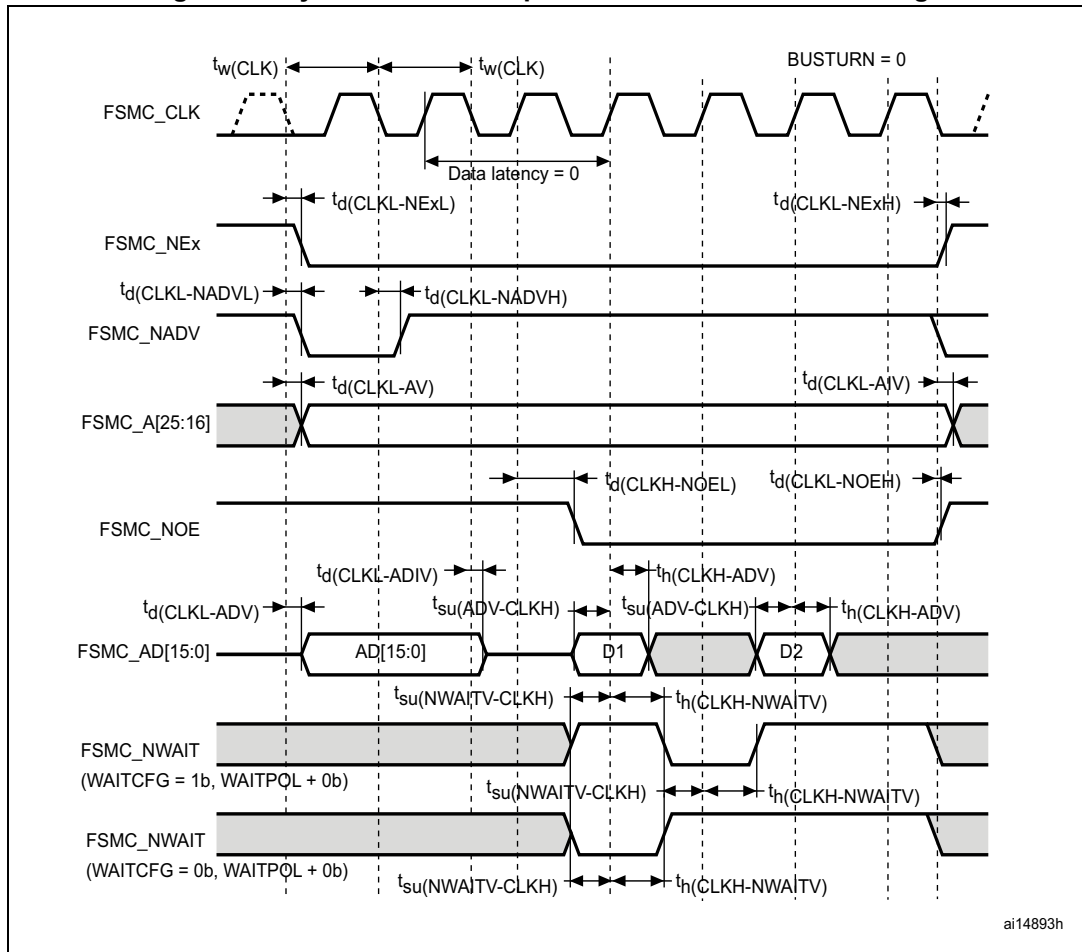 tw(CLK) tw(CLK) BUSTURN = 0
FSMC_CLK
Data latency = 0
td(CLKL-NExL) td(CLKL-NExH)
FSMC_NEx
td(CLKL-NADVL) td(CLKL-NADVH)
FSMC_NADV
td(CLKL-AV) td(CLKL-AIV)
FSMC_A[25:16]
td(CLKH-NOEL) td(CLKL-NOEH)
FSMC_NOE
td(CLKL-ADIV) th(CLKH-ADV)
td(CLKL-ADV) tsu(ADV-CLKH) tsu(ADV-CLKH) th(CLKH-ADV)
FSMC_AD[15:0] AD[15:0] D1 D2
tsu(NWAITV-CLKH) th(CLKH-NWAITV)
FSMC_NWAIT
(WAITCFG = 1b, WAITPOL + 0b)
tsu(NWAITV-CLKH) th(CLKH-NWAITV)
FSMC_NWAIT
(WAITCFG = 0b, WAITPOL + 0b)
tsu(NWAITV-CLKH) th(CLKH-NWAITV)
ai14893h